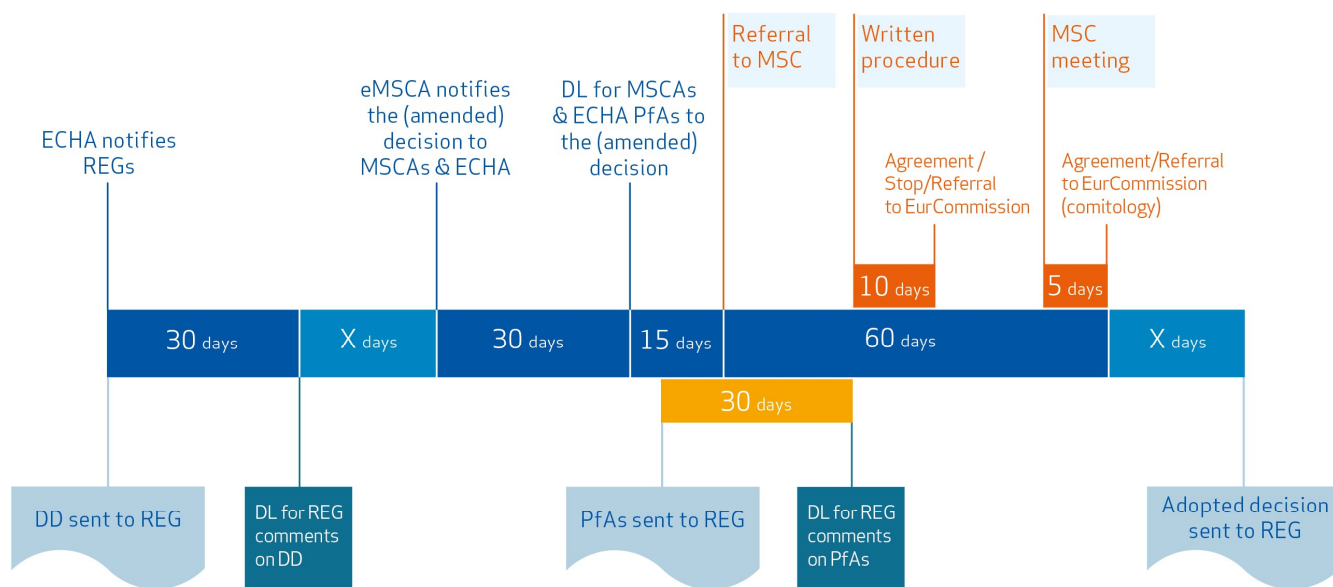 Referral
to MSC
Written
procedure
MSC
meeting
eMSCA notifies
the (amended)
decision to
MSCAs & ECHA
DL for MSCAs
& ECHA PfAs to
the (amended)
decision
ECHA notifies
REGs
Agreement /
Stop/Referral
to EurCommission
Agreement/Referral
to EurCommission
(comitology)
10 days
5 days
30 days
X days
30 days
15 days
60 days
X days
30 days
DD sent to REG
DL for REG
comments
on DD
PfAs sent to REG
DL for REG
comments
on PfAs
Adopted decision
sent to REG